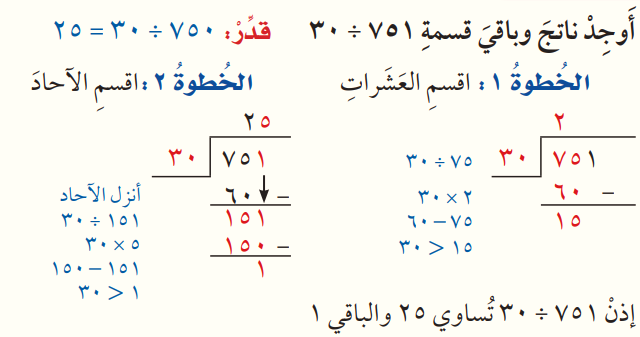 أَوجِدْ ناتجَ وباقيَ قسمةِ ٧٥١ ÷ ٣٠ قدِّرْ: ٧٥٠ ÷ ٣٠ = ٢٥
الخُطوةُ ١: اقسمِ العَشَراتِ
٢
٣٠ ٧٥١
٧٥ ÷ ٣٠
٦٠ −
٢ × ٣٠
١٥
٧٥ − ٦٠
١٥ < ٣٠
الخُطوةُ ٢: اقسمِ الآحادَ
٢٥
٣٠ ٧٥١
٦٠ −
أنزل الآحاد
١٥١
١٥١ ÷ ٣٠
١٥٠ −
٥ × ٣٠
١
١٥١ − ١٥٠
١ < ٣٠
إذنْ ٧٥١ ÷ ٣٠ تُساوي ٢٥ والباقي ١